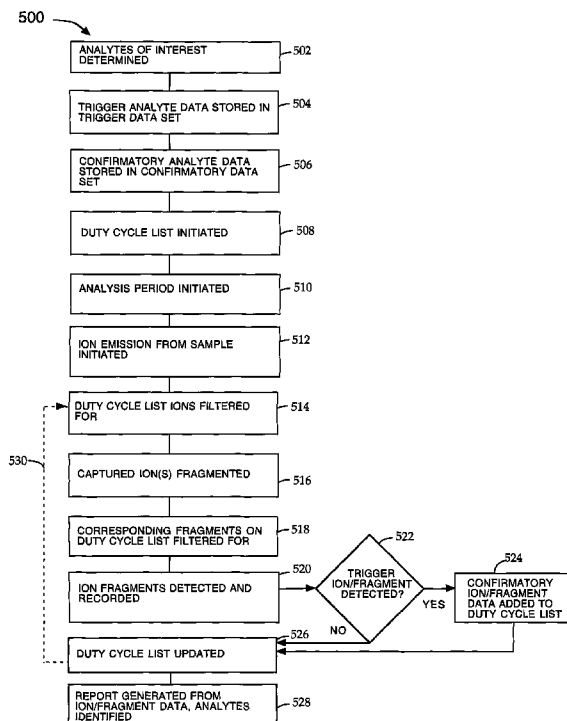 500
ANALYTES OF INTEREST
DETERMINED
502
TRIGGER ANALYTE DATA STORED IN
TRIGGER DATA SET
504
CONFIRMATORY ANALYTE DATA
STORED IN CONFIRMATORY DATA
SET
506
DUTY CYCLE LIST INITIATED
508
ANALYSIS PERIOD INITIATED
510
ION EMISSION FROM SAMPLE
INITIATED
512
DUTY CYCLE LIST IONS FILTERED
FOR
514
530
CAPTURED ION(S) FRAGMENTED
516
CORRESPONDING FRAGMENTS ON
DUTY CYCLE LIST FILTERED FOR
518
ION FRAGMENTS DETECTED AND
RECORDED
520
522
TRIGGER
ION/FRAGMENT
DETECTED?
YES
NO
524
CONFIRMATORY
ION/FRAGMENT
DATA ADDED TO
DUTY CYCLE LIST
DUTY CYCLE LIST UPDATED
526
REPORT GENERATED FROM
ION/FRAGMENT DATA, ANALYTES
IDENTIFIED
528